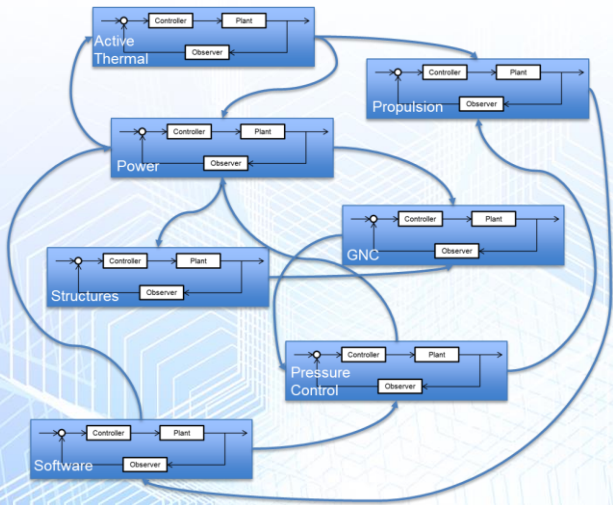 Controller
Plant
Observer
Active
Thermal
Controller
Plant
Observer
Propulsion
Controller
Plant
Observer
Power
Controller
Plant
Observer
GNC
Controller
Plant
Observer
Structures
Controller
Plant
Observer
Pressure
Control
Controller
Plant
Observer
Software